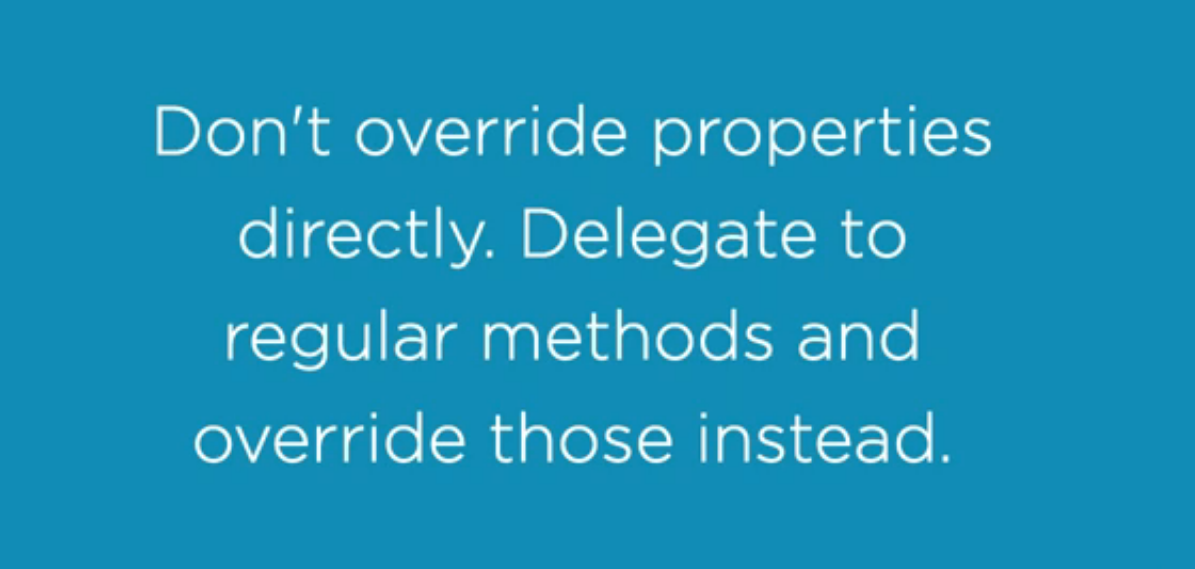 Don't override properties
directly. Delegate to
regular methods and
override those instead.